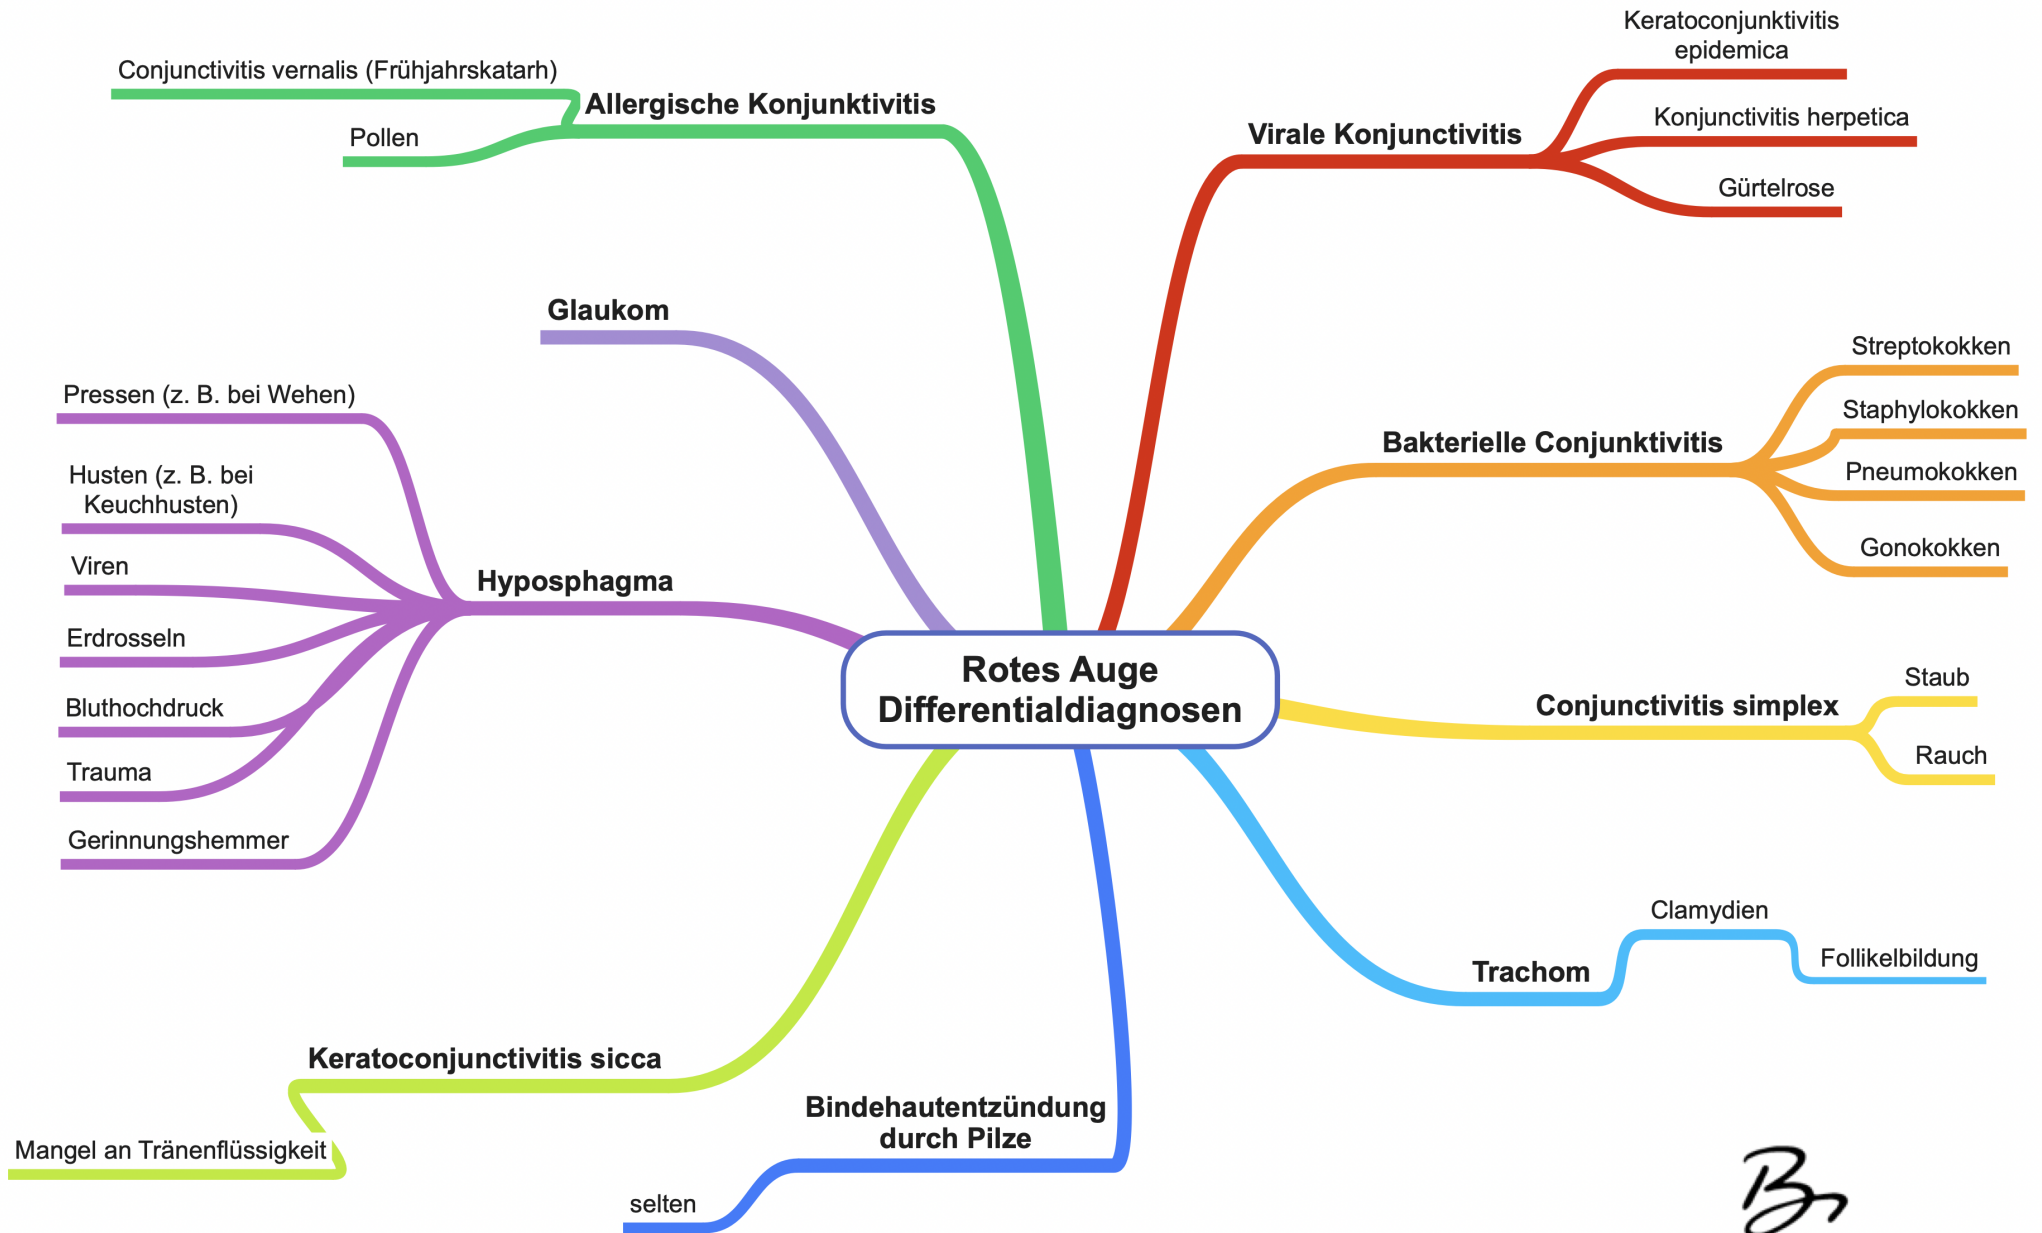 Rotes Auge
Differentialdiagnosen
Allergische Konjunktivitis
Conjunctivitis vernalis (Frühjahrskatarh)
Pollen
Glaukom
Hyposphagma
Pressen (z. B. bei Wehen)
Husten (z. B. bei
Keuchhusten)
Viren
Erdrosseln
Bluthochdruck
Trauma
Gerinnungshemmer
Keratoconjunctivitis sicca
Mangel an Tränenflüssigkeit
Bindehautentzündung
durch Pilze
selten
Virale Konjunctivitis
Keratoconjunktivitis
epidemica
Konjunctivitis herpetica
Gürtelrose
Bakterielle Conjunktivitis
Streptokokken
Staphylokokken
Pneumokokken
Gonokokken
Conjunctivitis simplex
Staub
Rauch
Trachom
Clamydien
Follikelbildung